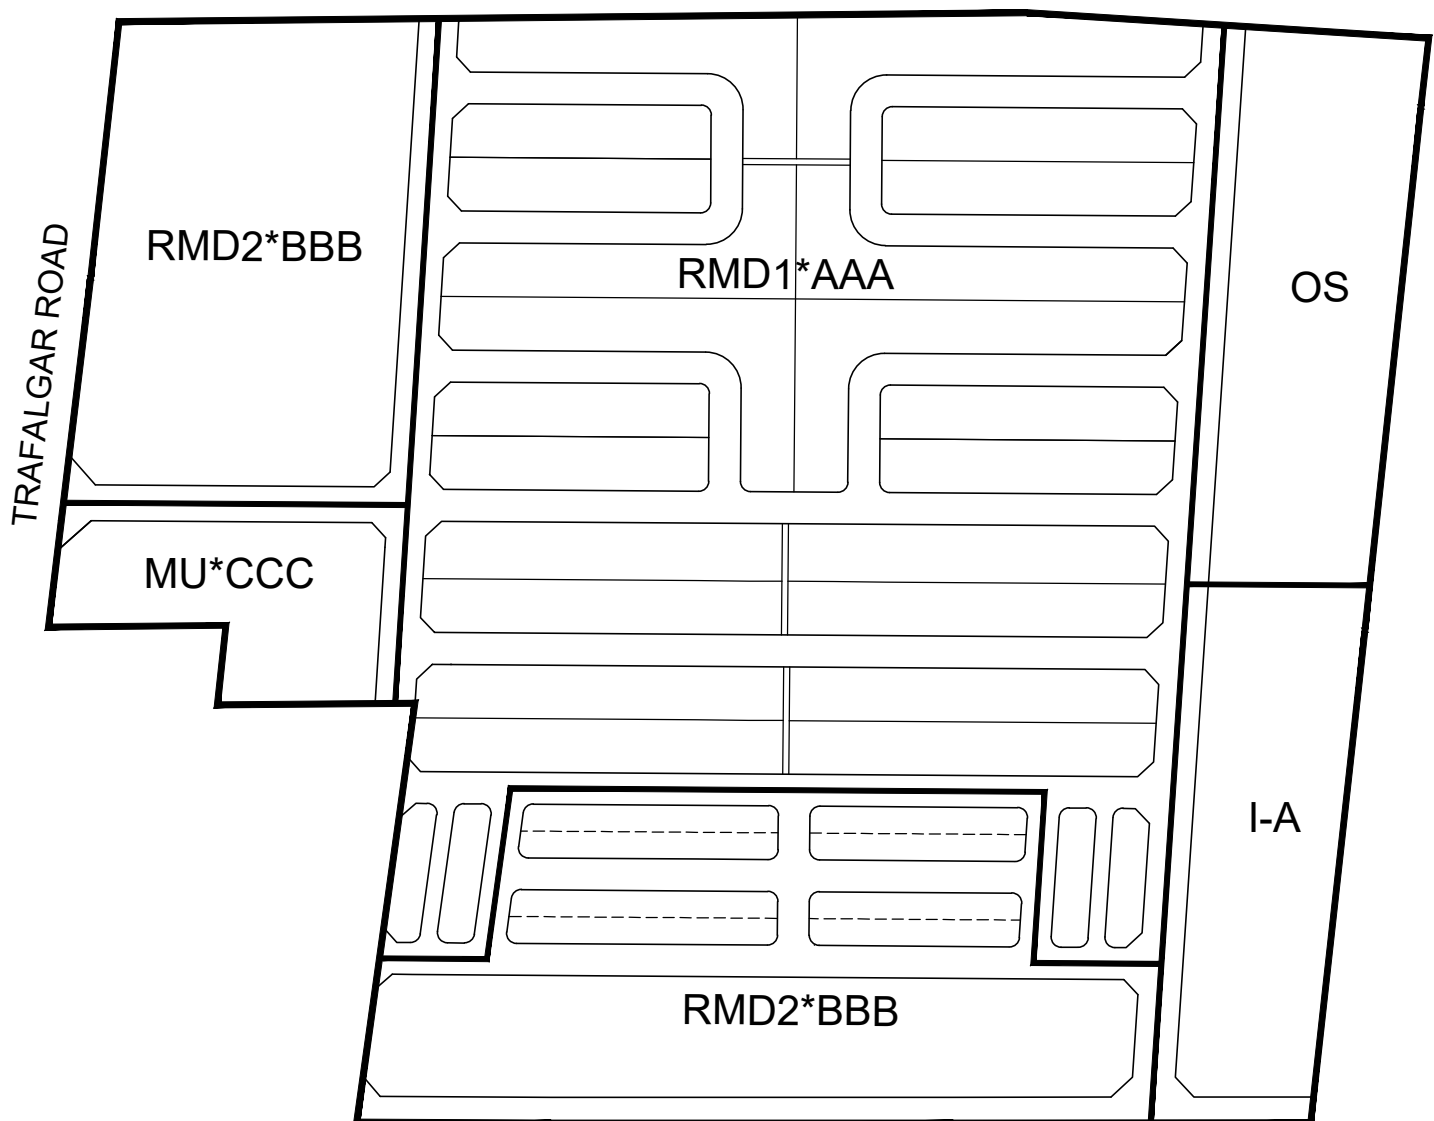 RMD2*BBB
TRAFALGAR ROAD
RMD1*AAA
OS
MU*CCC
I-A
RMD2*BBB